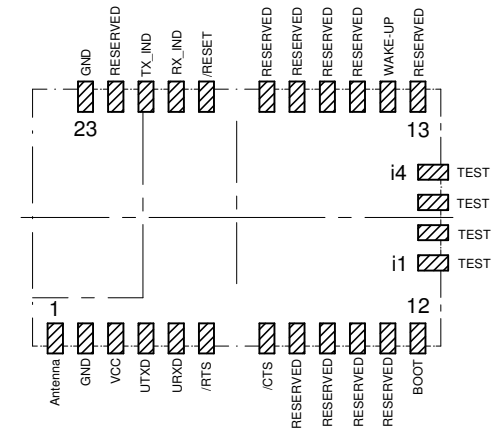 GND
RESERVED
TX_IND
RX_IND
/RESET
RESERVED
RESERVED
RESERVED
RESERVED
WAKE-UP
RESERVED
23
13
i4
TEST
TEST
TEST
i1
TEST
1
12
Antenna
GND
VCC
UTXD
URXD
/RTS
/CTS
RESERVED
RESERVED
RESERVED
RESERVED
BOOT